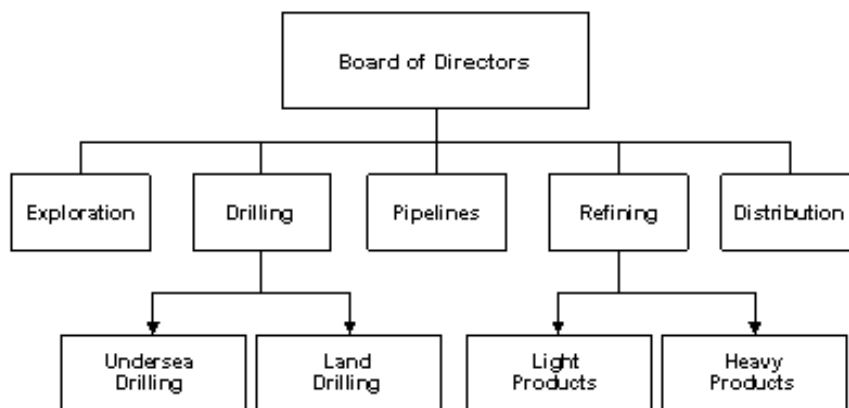 Board of Directors
Exploration
Drilling
Pipelines
Refining
Distribution
Undersea
Drilling
Land
Drilling
Light
Products
Heavy
Products